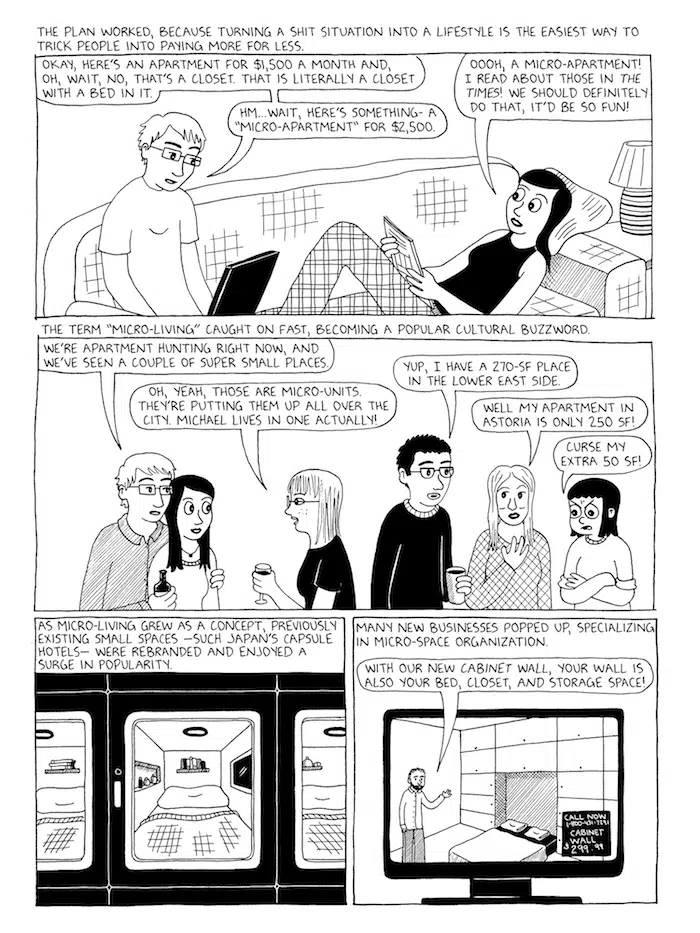 THE PLAN WORKED, BECAUSE TURNING A SHIT SITUATION INTO A LIFESTYLE IS THE EASIEST WAY TO
TRICK PEOPLE INTO PAYING MORE FOR LESS.
OKAY, HERE'S AN APARTMENT FOR $1,500 A MONTH AND,
OH, WAIT, NO, THAT'S A CLOSET. THAT IS LITERALLY A CLOSET
WITH A BED IN IT.
HM...WAIT, HERE'S SOMETHING- A
"MICRO-APARTMENT" FOR $2,500.
OOOH, A MICRO-APARTMENT!
I READ ABOUT THOSE IN THE
TIMES! WE SHOULD DEFINITELY
DO THAT, IT'D BE SO FUN!
THE TERM "MICRO-LIVING" CAUGHT ON FAST, BECOMING A POPULAR CULTURAL BUZZWORD.
WE'RE APARTMENT HUNTING RIGHT NOW, AND
WE'VE SEEN A COUPLE OF SUPER SMALL PLACES.
OH, YEAH, THOSE ARE MICRO-UNITS.
THEY'RE PUTTING THEM UP ALL OVER THE
CITY. MICHAEL LIVES IN ONE ACTUALLY!
YUP, I HAVE A 270-SF PLACE
IN THE LOWER EAST SIDE.
WELL MY APARTMENT IN
ASTORIA IS ONLY 250 SF!
CURSE MY
EXTRA 50 SF!
AS MICRO-LIVING GREW AS A CONCEPT, PREVIOUSLY
EXISTING SMALL SPACES —SUCH JAPAN'S CAPSULE
HOTELS— WERE REBRANDED AND ENJOYED A
SURGE IN POPULARITY.
MANY NEW BUSINESSES POPPED UP, SPECIALIZING
IN MICRO-SPACE ORGANIZATION.
WITH OUR NEW CABINET WALL, YOUR WALL IS
ALSO YOUR BED, CLOSET, AND STORAGE SPACE!
CALL NOW
CABINET
WALL
$299.99